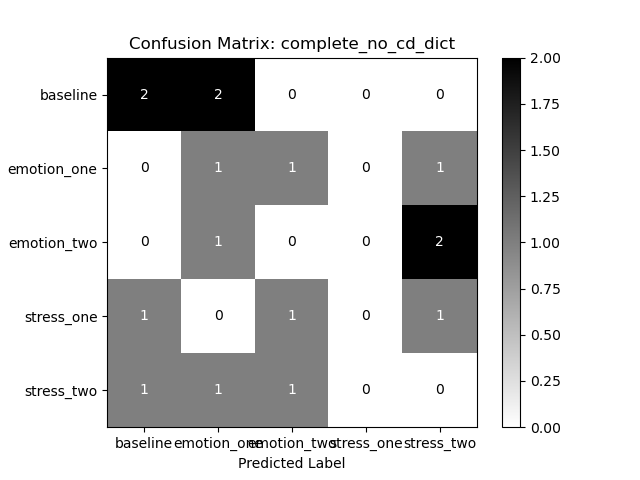 Confusion Matrix: complete_no_cd_dict
baseline 2 2 0 0 0
emotion_one 0 1 1 0 1
emotion_two 0 1 0 0 2
stress_one 1 0 1 0 1
stress_two 1 1 1 0 0
baseline emotion_one emotion_two stress_one stress_two
Predicted Label
2.00
1.75
1.50
1.25
1.00
0.75
0.50
0.25
0.00